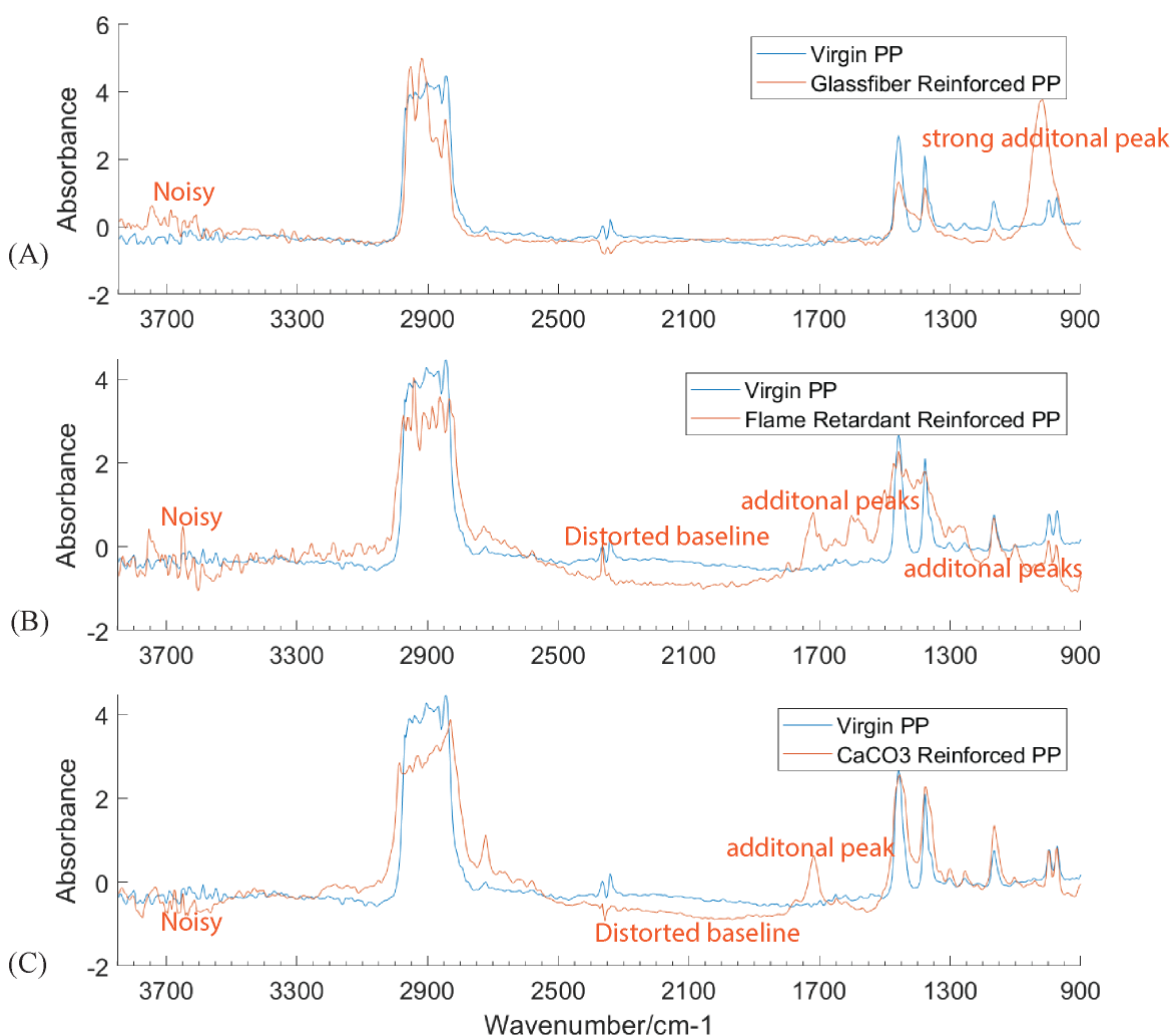 6
Virgin PP
Glassfiber Reinforced PP
4
strong additonal peak
Noisy
2
0
-2
Absorbance
(A)
3700 3300 2900 2500 2100 1700 1300 900
4
Virgin PP
Flame Retardant Reinforced PP
2
additonal peaks
Noisy
Distorted baseline
0
additonal peaks
-2
Absorbance
(B)
3700 3300 2900 2500 2100 1700 1300 900
4
Virgin PP
CaCO3 Reinforced PP
2
additonal peak
0
Noisy
Distorted baseline
-2
Absorbance
(C)
3700 3300 2900 2500 2100 1700 1300 900
Wavenumber/cm-1